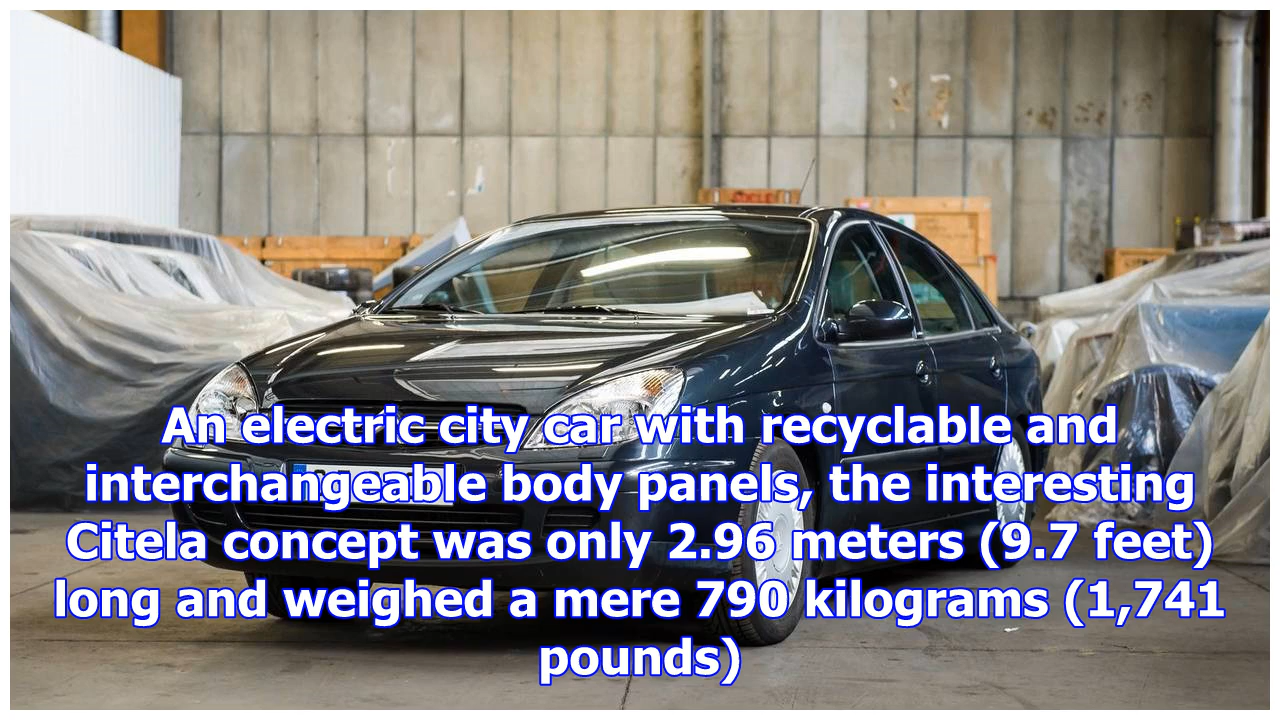 An electric city car with recyclable and
interchangeable body panels, the interesting
Citela concept was only 2.96 meters (9.7 feet)
long and weighed a mere 790 kilograms (1,741
pounds)